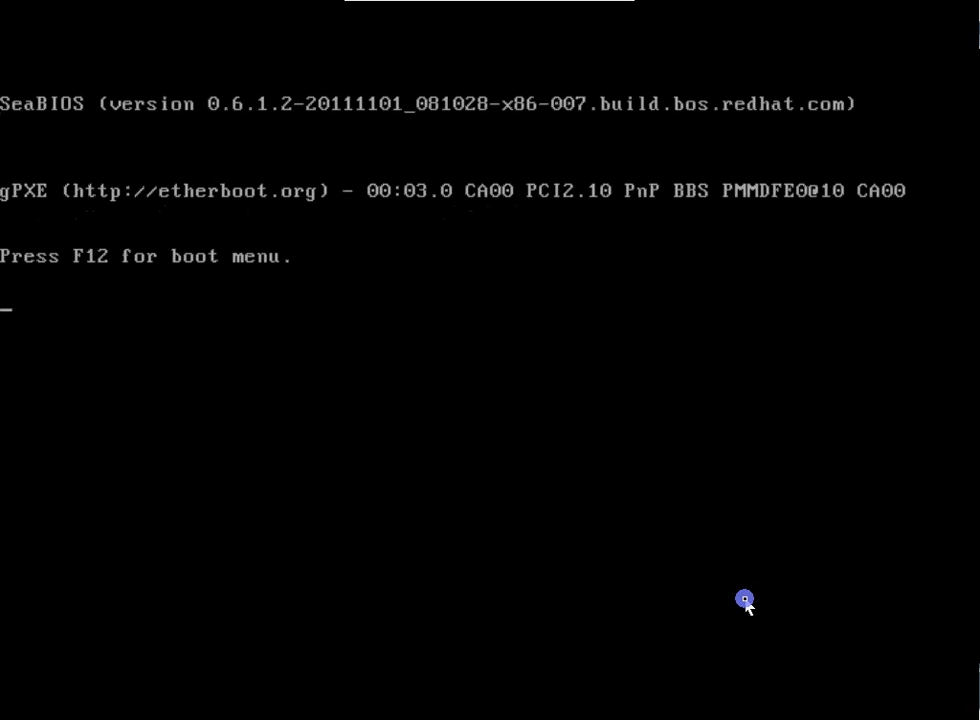 SeaBIOS (version 0.6.1.2-20111101_081028-x86-007.build.bos.redhat.com)
gPXE (http://etherboot.org) - 00:03.0 CA00 PCI2.10 PnP BBS PMMDFE0@10 CA00
Press F12 for boot menu.
_